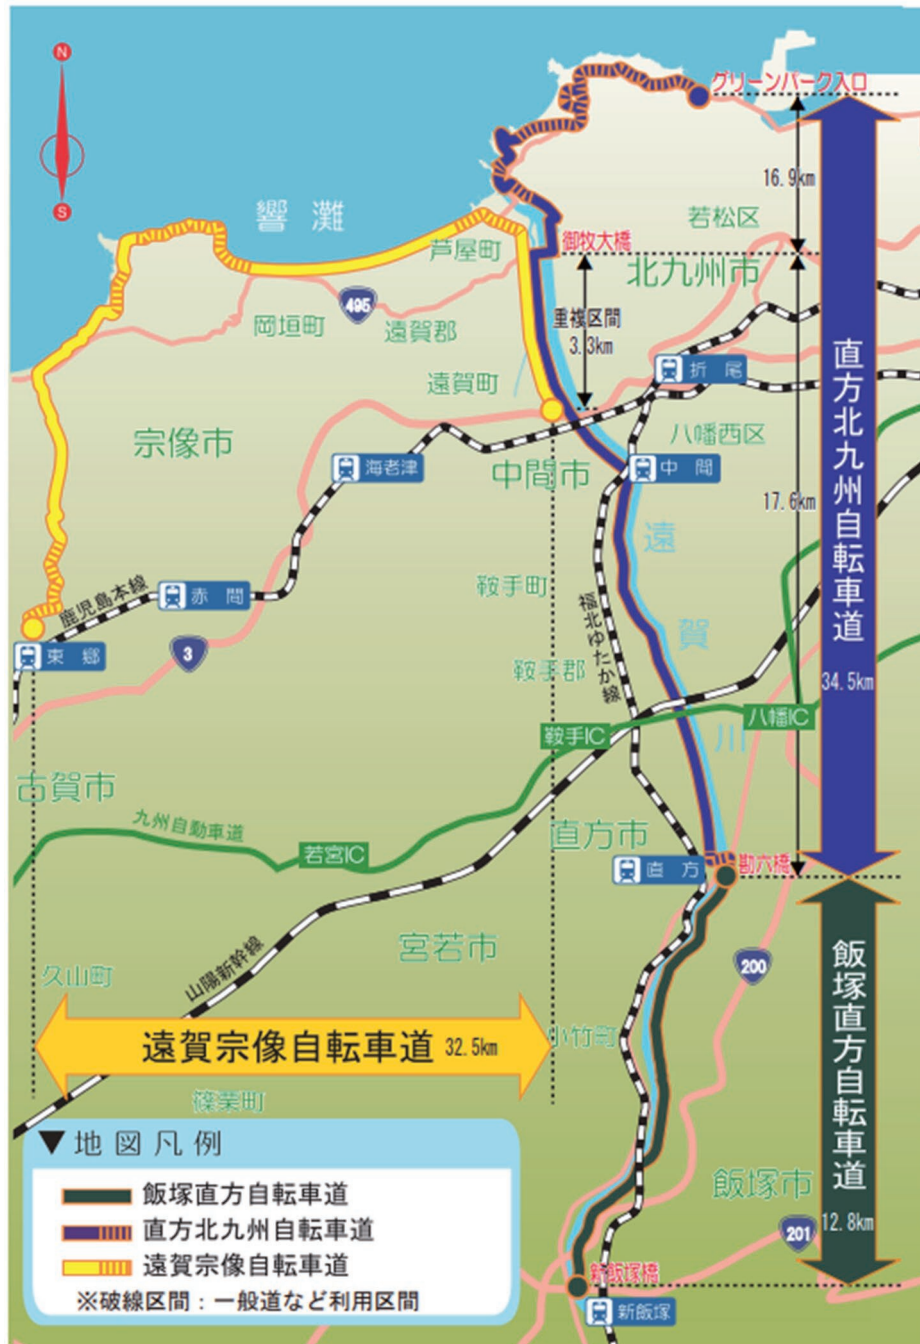 N
S
グリーンパーク入口
16.9km
若松区
響灘
御牧大橋
芦屋町
北九州市
495
岡垣町
遠賀郡
重複区間
3.3km
遠賀町
折尾
直方北九州自転車道
34.5km
宗像市
八幡西区
海老津
中間市
中間
17.6km
遠賀川
鞍手町
赤間
鹿児島本線
福北ゆたか線
東郷
3
鞍手郡
八幡IC
鞍手IC
古賀市
九州自動車道
若宮IC
直方市
直方
勘六橋
宮若市
山陽新幹線
200
久山町
飯塚直方自転車道
12.8km
遠賀宗像自転車道 32.5km
小竹町
篠栗町
飯塚市
201
新飯塚橋
新飯塚
▼地図凡例
飯塚直方自転車道
直方北九州自転車道
遠賀宗像自転車道
※破線区間：一般道など利用区間